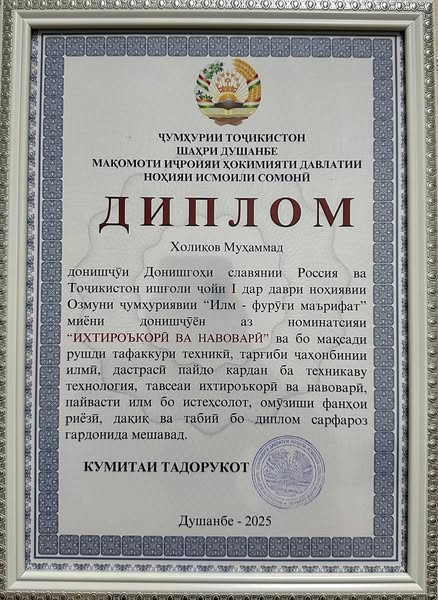 ҶУМҲУРИИ ТОҶИКИСТОН
ШАҲРИ ДУШАНБЕ
МАҚОМОТИ ИҶРОИЯИ ҲОКИМИЯТИ ДАВЛАТИИ
НОҲИЯИ ИСМОИЛИ СОМОНӢ
ДИПЛОМ
Холиқов Муҳаммад
донишҷӯи Донишгоҳи славянии Россия ва
Тоҷикистон ишғоли ҷойи I дар даври ноҳиявии
Озмуни ҷумҳуриявии “Илм - фурӯғи маърифат”
миёни донишҷӯён аз номинатсияи
“ИХТИРОЪКОРӢ ВА НАВОВАРӢ” ва бо мақсади
рушди тафаккури техникӣ, тарғиби ҷаҳонбинии
илмӣ, дастрасӣ пайдо кардан ба техникаву
технология, тавсеаи ихтироъкорӣ ва навоварӣ,
пайвасти илм бо истеҳсолот, омӯзиши фанҳои
риёзӣ, дақиқ ва табиӣ бо диплом сарфароз
гардонида мешавад.
КУМИТАИ ТАДОРУКОТ
Душанбе - 2025